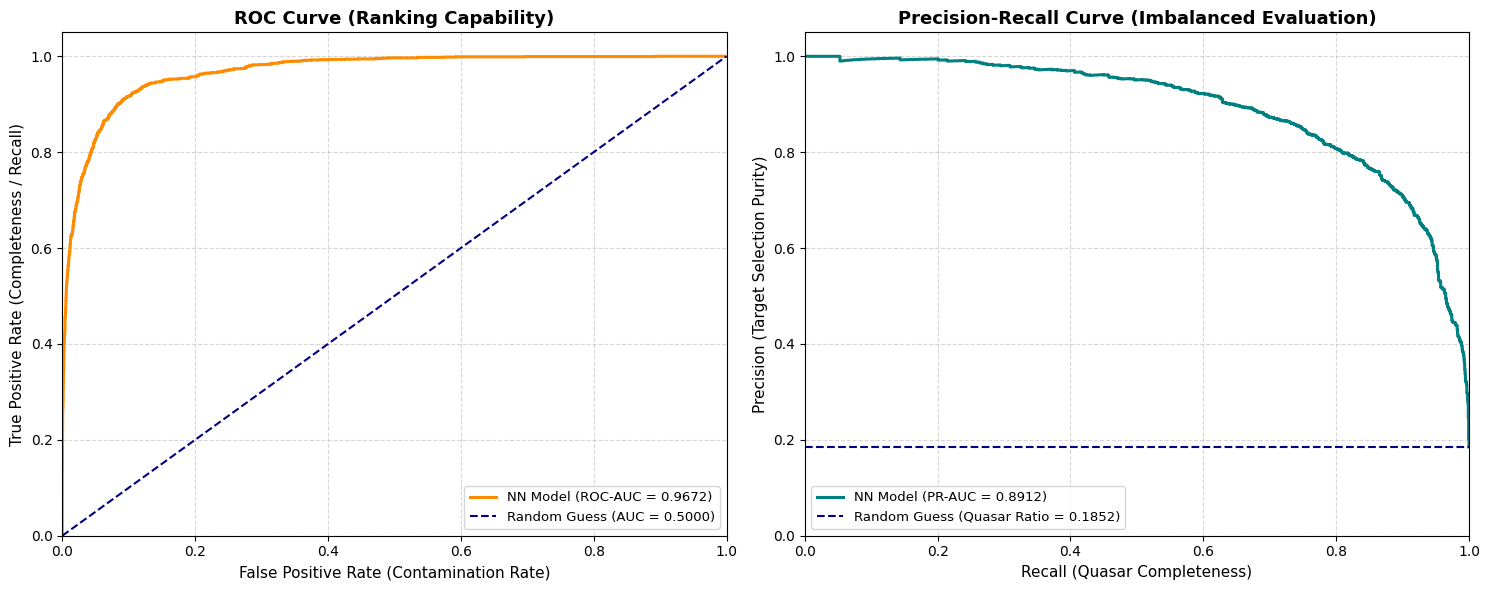 ROC Curve (Ranking Capability)
True Positive Rate (Completeness / Recall)
1.0
0.8
0.6
0.4
0.2
0.0
NN Model (ROC-AUC = 0.9672)
Random Guess (AUC = 0.5000)
0.0 0.2 0.4 0.6 0.8 1.0
False Positive Rate (Contamination Rate)
Precision-Recall Curve (Imbalanced Evaluation)
Precision (Target Selection Purity)
1.0
0.8
0.6
0.4
0.2
0.0
NN Model (PR-AUC = 0.8912)
Random Guess (Quasar Ratio = 0.1852)
0.0 0.2 0.4 0.6 0.8 1.0
Recall (Quasar Completeness)